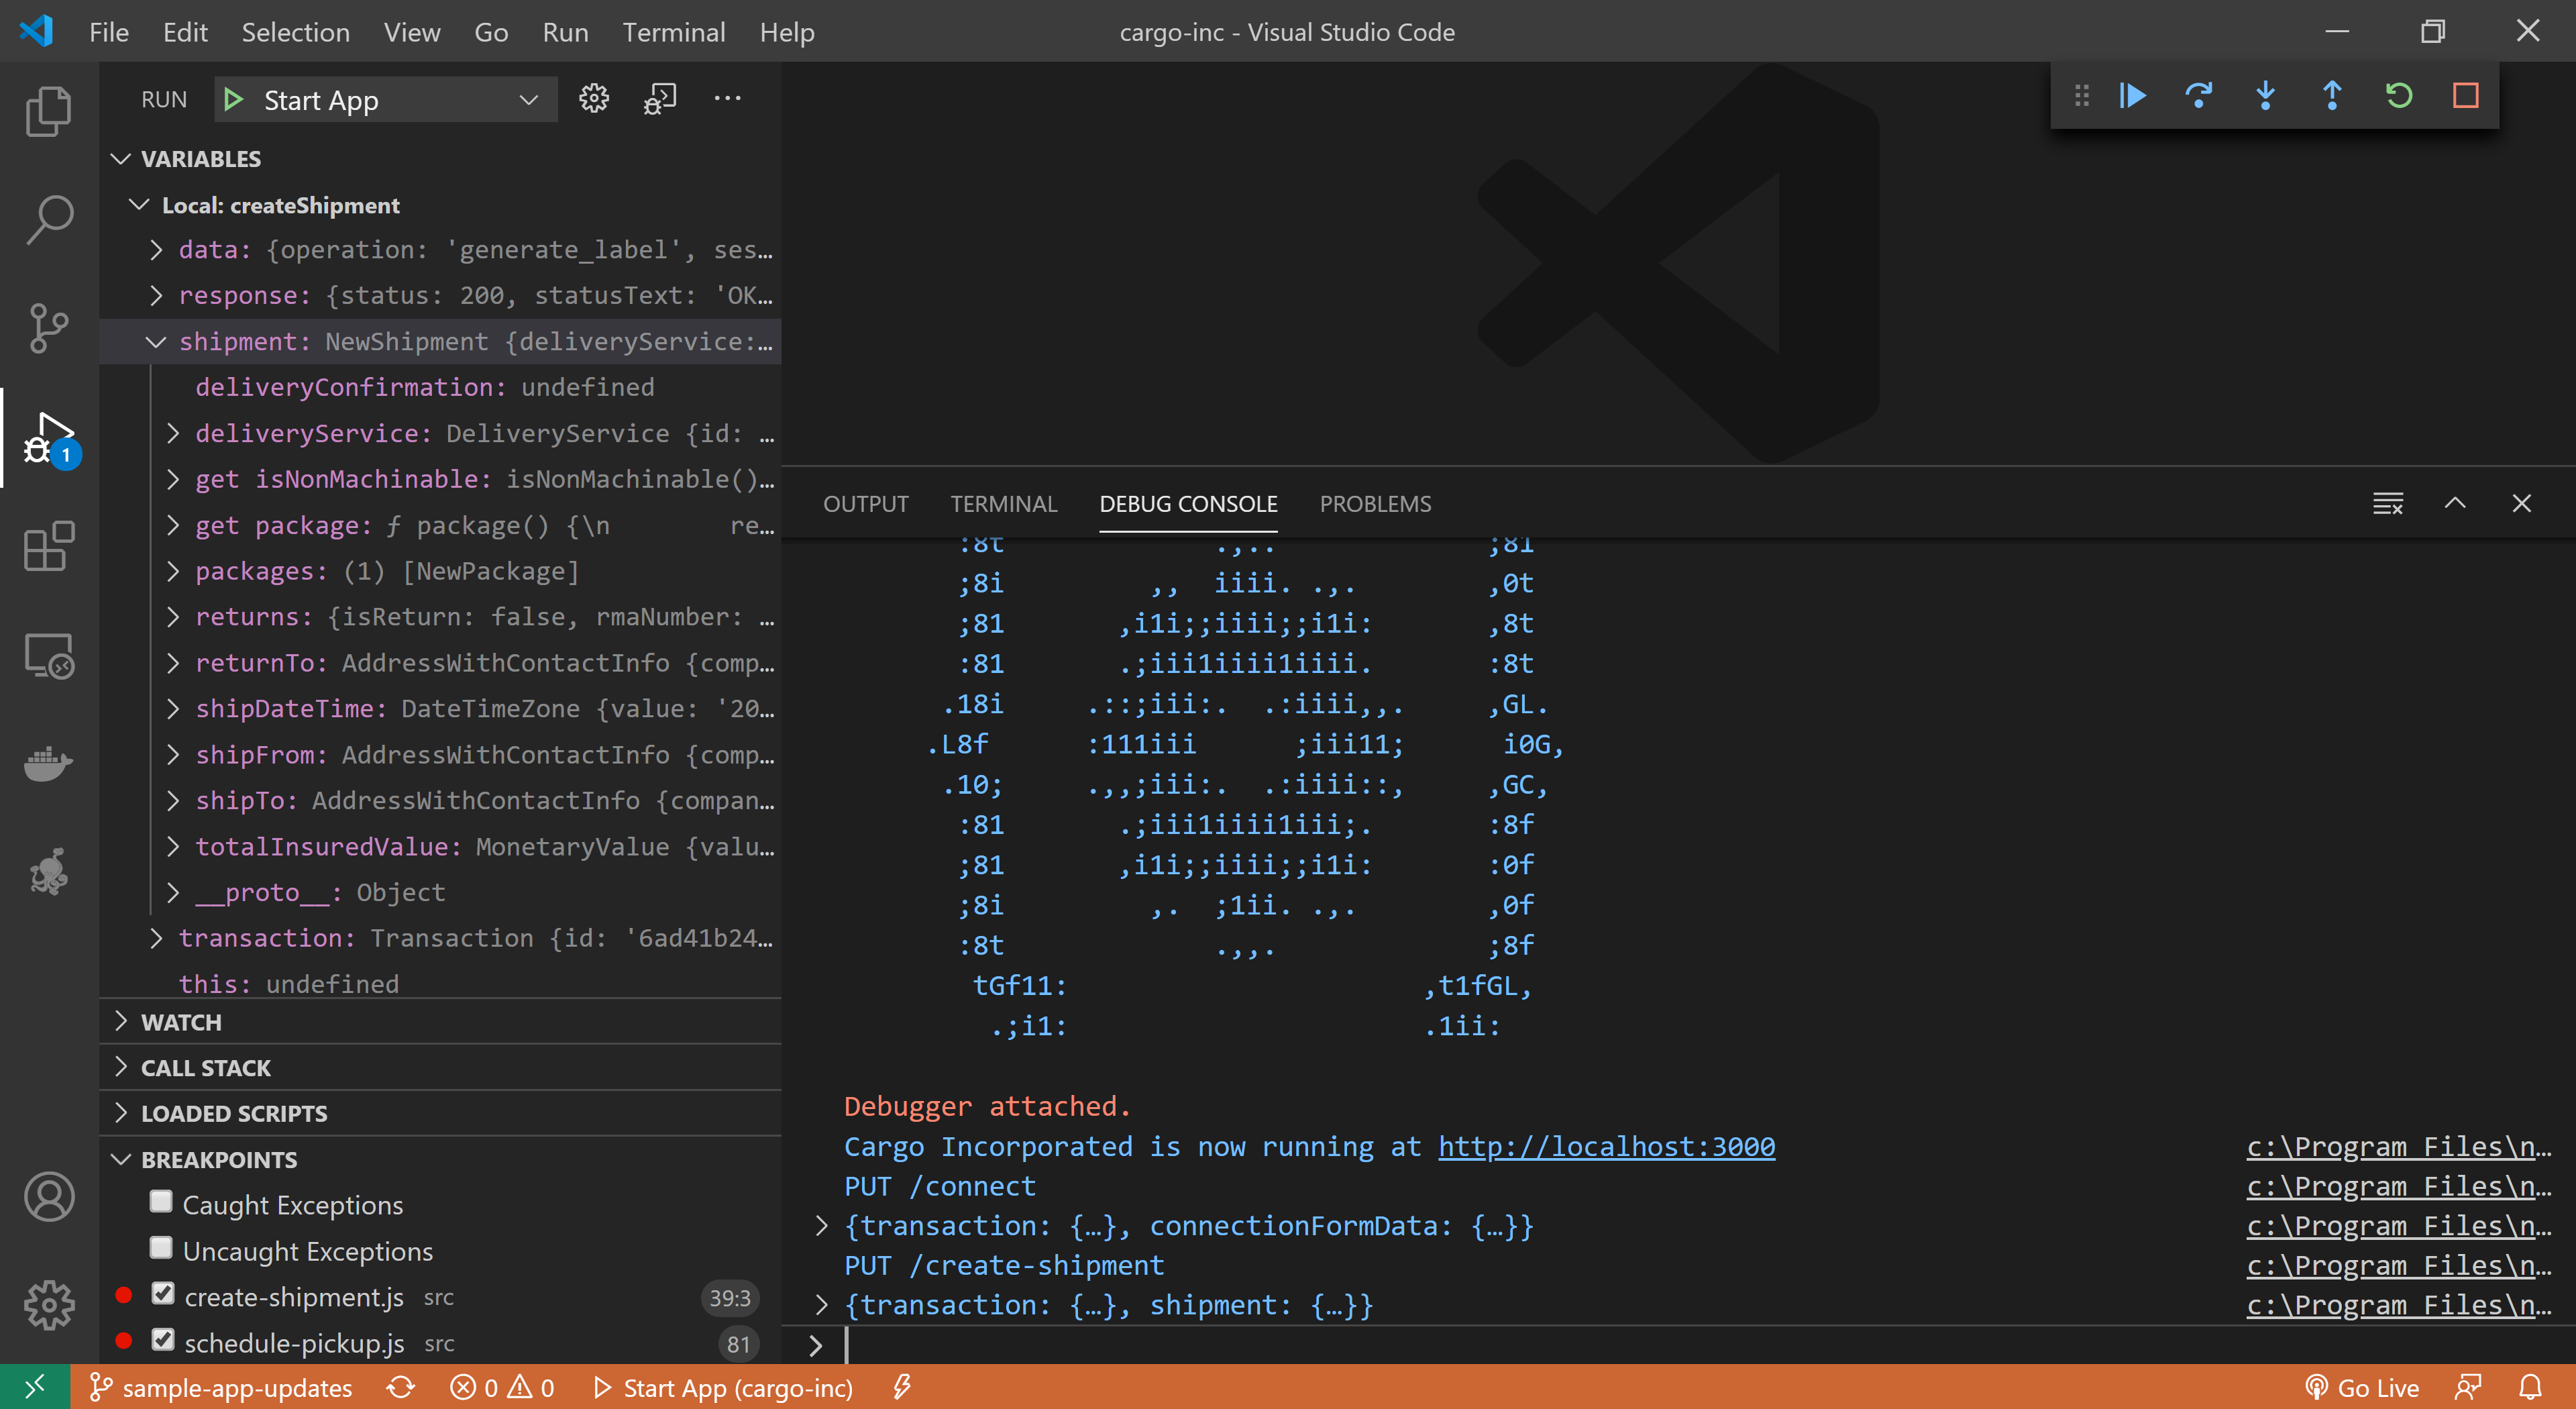 File Edit Selection View Go Run Terminal Help
cargo-inc - Visual Studio Code
RUN Start App
VARIABLES
Local: createShipment
data: {operation: 'generate_label', ses…
response: {status: 200, statusText: 'OK…
shipment: NewShipment {deliveryService:…
deliveryConfirmation: undefined
deliveryService: DeliveryService {id: …
get isNonMachinable: isNonMachinable()…
get package: ƒ package() {\n        re…
packages: (1) [NewPackage]
returns: {isReturn: false, rmaNumber: …
returnTo: AddressWithContactInfo {comp…
shipDateTime: DateTimeZone {value: '20…
shipFrom: AddressWithContactInfo {comp…
shipTo: AddressWithContactInfo {compan…
totalInsuredValue: MonetaryValue {valu…
__proto__: Object
transaction: Transaction {id: '6ad41b24…
this: undefined
WATCH
CALL STACK
LOADED SCRIPTS
BREAKPOINTS
Caught Exceptions
Uncaught Exceptions
create-shipment.js src 39:3
schedule-pickup.js src 81
1
OUTPUT TERMINAL DEBUG CONSOLE PROBLEMS
:8t             .,..             ;81
;8i         ,,  iiii. .,.        ,0t
;81       ,i1i;;iiii;;i1i:       ,8t
:81       .;iii1iiii1iiii.       :8t
.18i     .::;iii:.  .:iiii,,.     ,GL.
.L8f      :111iii      ;iii11;      i0G,
.10;     .,,;iii:.  .:iiii::,     ,GC,
:81       .;iii1iiii1iii;.       :8f
;81       ,i1i;;iiii;;i1i:       :0f
;8i         ,.  ;1ii. .,.        ,0f
:8t             .,,.             ;8f
tGf11:                      ,t1fGL,
.;i1:                      .1ii:
Debugger attached.
Cargo Incorporated is now running at http://localhost:3000 c:\Program Files\n…
PUT /connect c:\Program Files\n…
{transaction: {…}, connectionFormData: {…}} c:\Program Files\n…
PUT /create-shipment c:\Program Files\n…
{transaction: {…}, shipment: {…}} c:\Program Files\n…
sample-app-updates 0 0 Start App (cargo-inc) Go Live